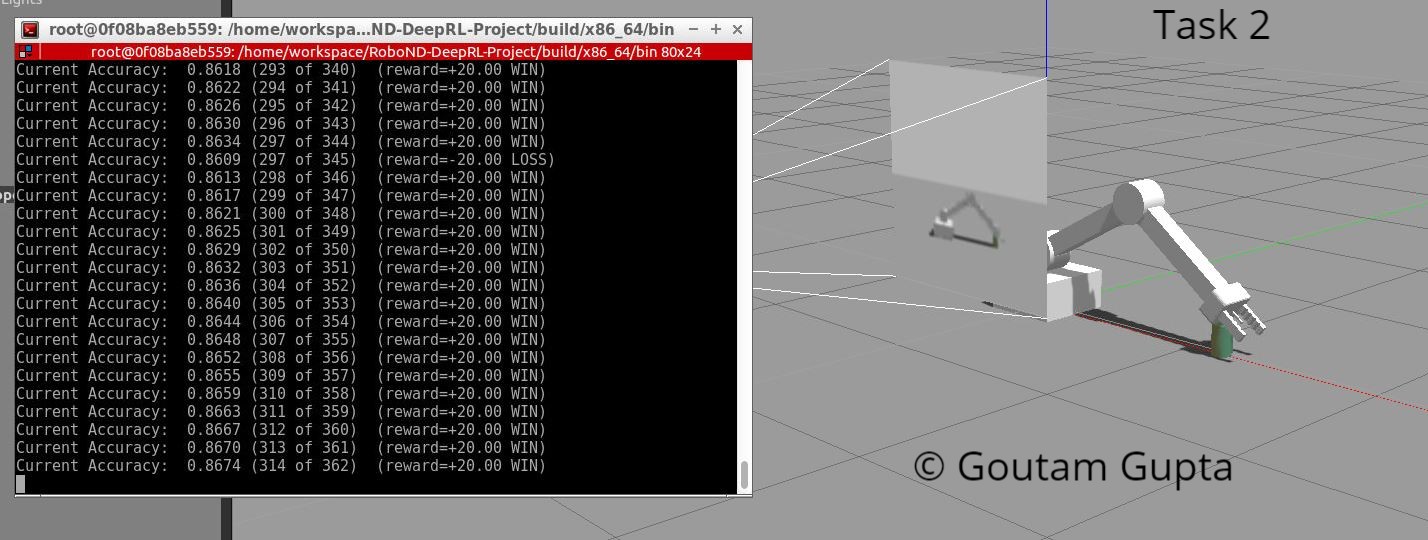 root@0f08ba8eb559: /home/workspa...ND-DeepRL-Project/build/x86_64/bin
root@0f08ba8eb559: /home/workspace/RoboND-DeepRL-Project/build/x86_64/bin 80x24
Current Accuracy:  0.8618 (293 of 340)  (reward=+20.00 WIN)
Current Accuracy:  0.8622 (294 of 341)  (reward=+20.00 WIN)
Current Accuracy:  0.8626 (295 of 342)  (reward=+20.00 WIN)
Current Accuracy:  0.8630 (296 of 343)  (reward=+20.00 WIN)
Current Accuracy:  0.8634 (297 of 344)  (reward=+20.00 WIN)
Current Accuracy:  0.8609 (297 of 345)  (reward=-20.00 LOSS)
Current Accuracy:  0.8613 (298 of 346)  (reward=+20.00 WIN)
Current Accuracy:  0.8617 (299 of 347)  (reward=+20.00 WIN)
Current Accuracy:  0.8621 (300 of 348)  (reward=+20.00 WIN)
Current Accuracy:  0.8625 (301 of 349)  (reward=+20.00 WIN)
Current Accuracy:  0.8629 (302 of 350)  (reward=+20.00 WIN)
Current Accuracy:  0.8632 (303 of 351)  (reward=+20.00 WIN)
Current Accuracy:  0.8636 (304 of 352)  (reward=+20.00 WIN)
Current Accuracy:  0.8640 (305 of 353)  (reward=+20.00 WIN)
Current Accuracy:  0.8644 (306 of 354)  (reward=+20.00 WIN)
Current Accuracy:  0.8648 (307 of 355)  (reward=+20.00 WIN)
Current Accuracy:  0.8652 (308 of 356)  (reward=+20.00 WIN)
Current Accuracy:  0.8655 (309 of 357)  (reward=+20.00 WIN)
Current Accuracy:  0.8659 (310 of 358)  (reward=+20.00 WIN)
Current Accuracy:  0.8663 (311 of 359)  (reward=+20.00 WIN)
Current Accuracy:  0.8667 (312 of 360)  (reward=+20.00 WIN)
Current Accuracy:  0.8670 (313 of 361)  (reward=+20.00 WIN)
Current Accuracy:  0.8674 (314 of 362)  (reward=+20.00 WIN)
Task 2
© Goutam Gupta